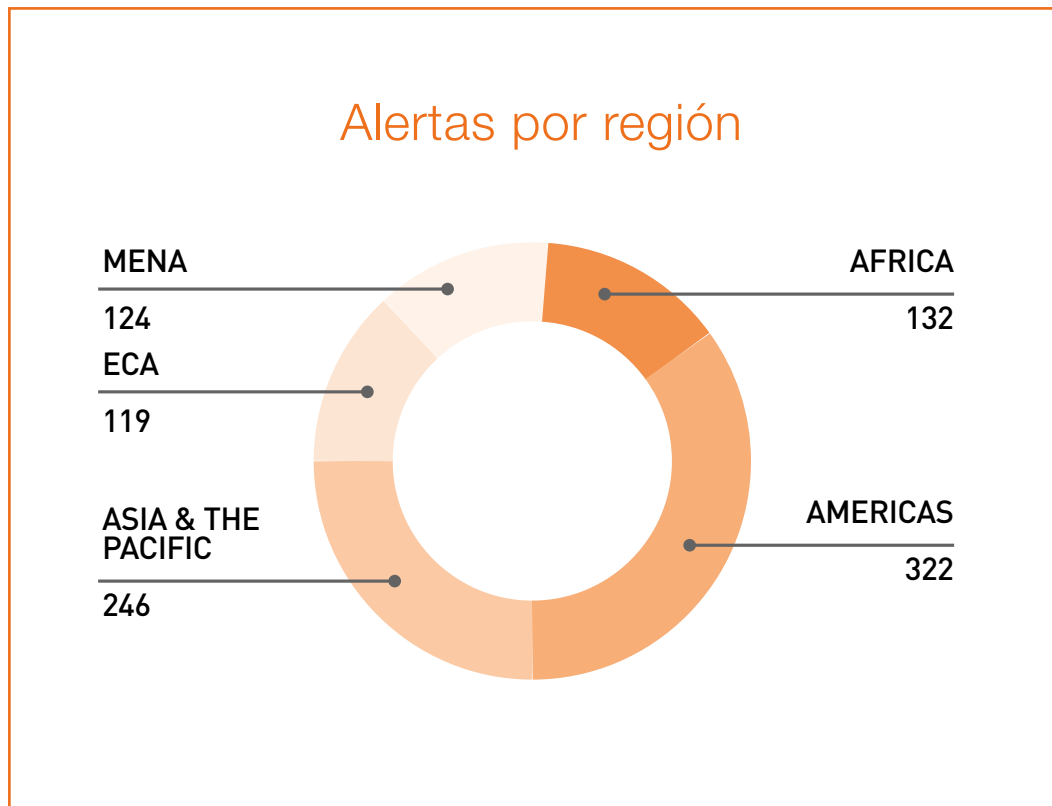 Alertas por región
MENA
124
ECA
119
ASIA & THE
PACIFIC
246
AFRICA
132
AMERICAS
322